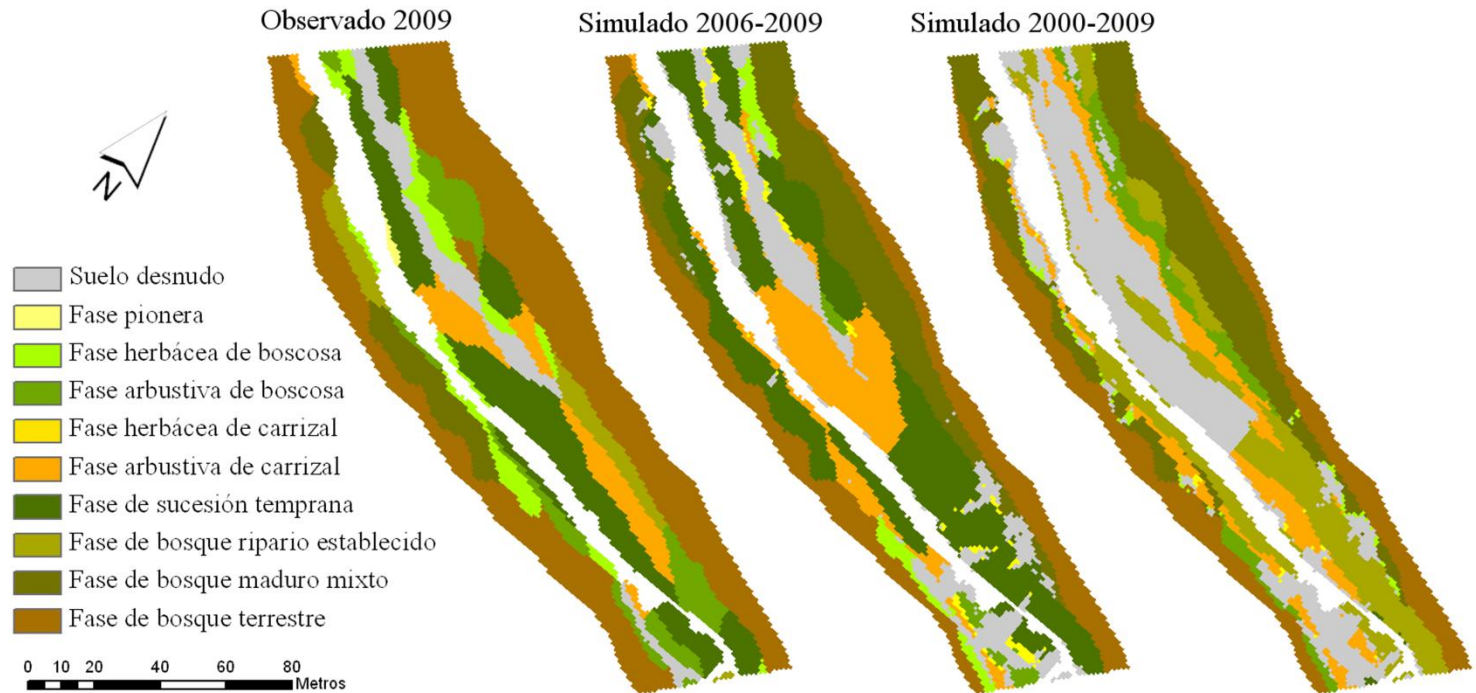 Observado 2009
Simulado 2006-2009
Simulado 2000-2009
N
Suelo desnudo
Fase pionera
Fase herbácea de boscosa
Fase arbustiva de boscosa
Fase herbácea de carrizal
Fase arbustiva de carrizal
Fase de sucesión temprana
Fase de bosque ripario establecido
Fase de bosque maduro mixto
Fase de bosque terrestre
0 10 20 40 60 80
Metros